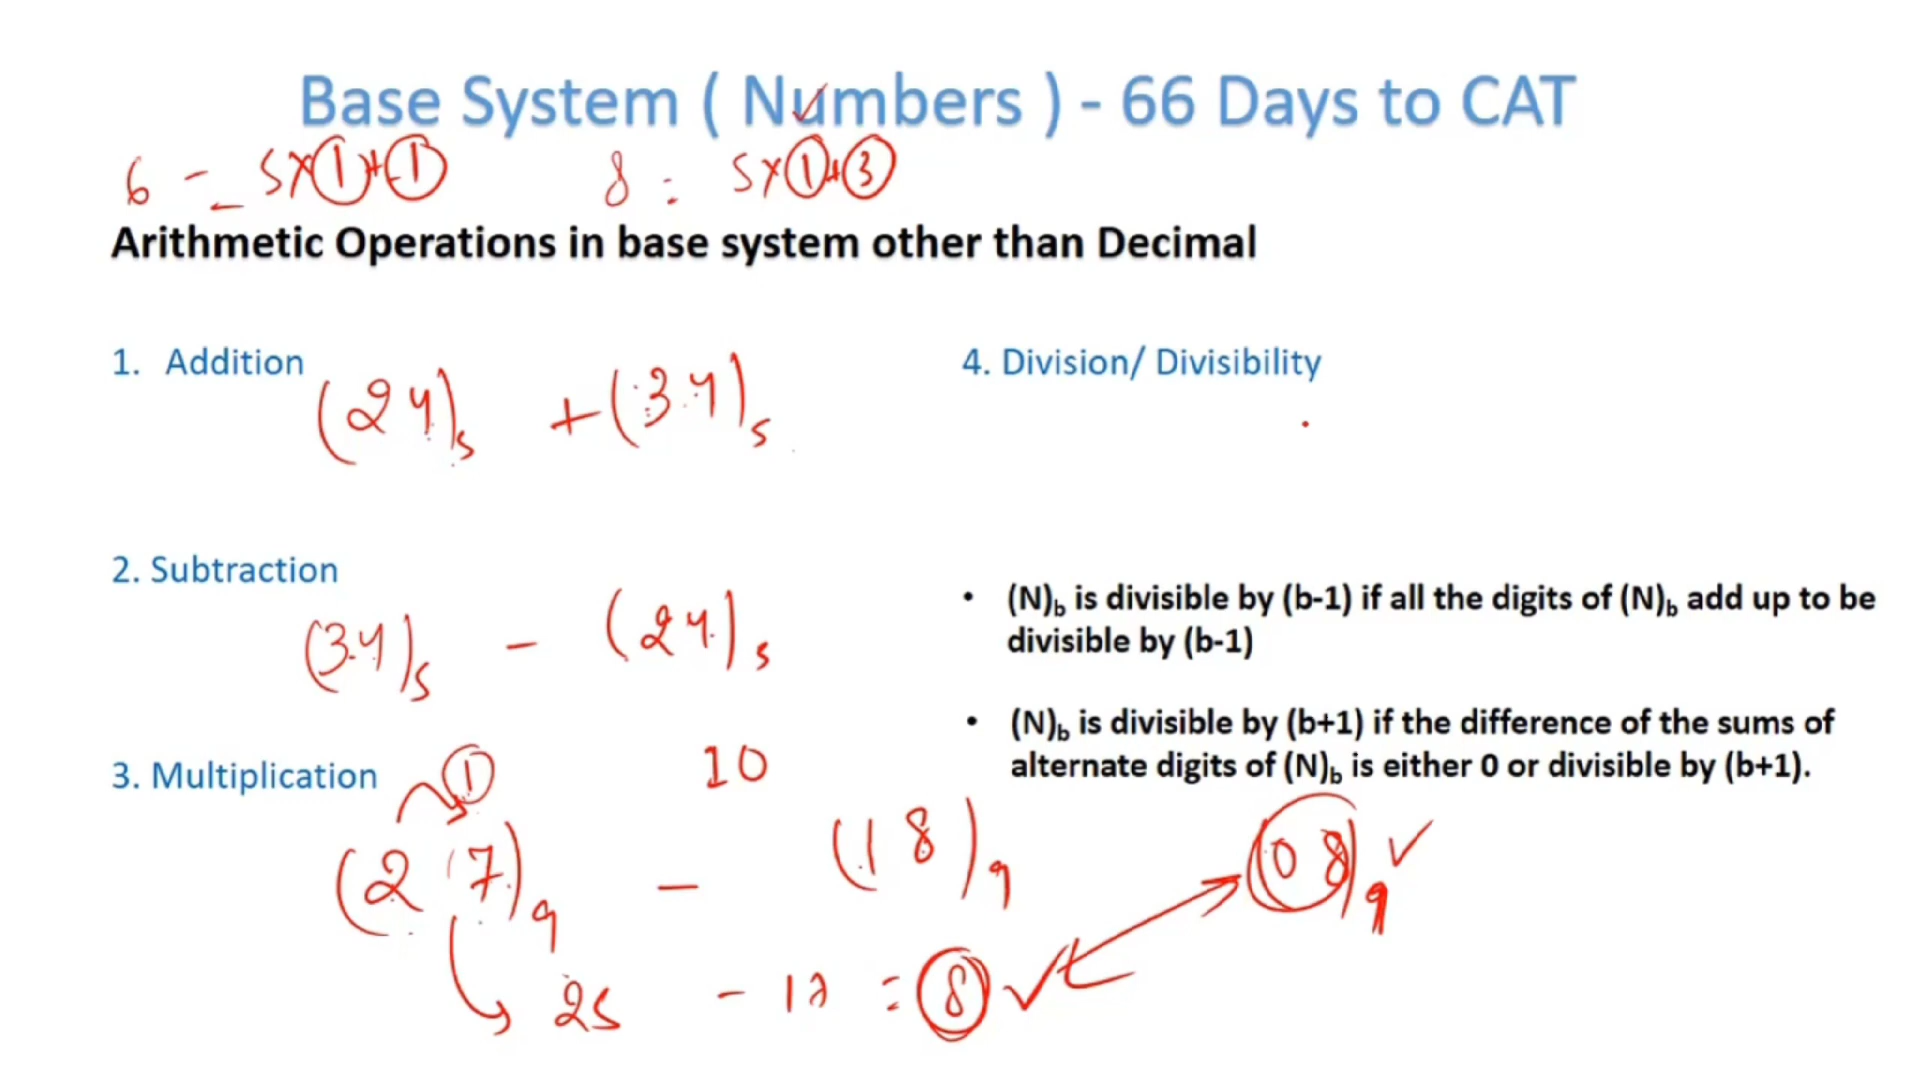 Base System ( Numbers ) - 66 Days to CAT
6 = 5×1+1 8 = 5×1+3
Arithmetic Operations in base system other than Decimal
1. Addition
(24)5 + (34)5
2. Subtraction
(34)5 - (24)5
3. Multiplication
1
10
(2 17)9 - (18)9
(08)9
25 - 17 = 8
4. Division/ Divisibility
• (N)b is divisible by (b-1) if all the digits of (N)b add up to be
divisible by (b-1)
• (N)b is divisible by (b+1) if the difference of the sums of
alternate digits of (N)b is either 0 or divisible by (b+1).